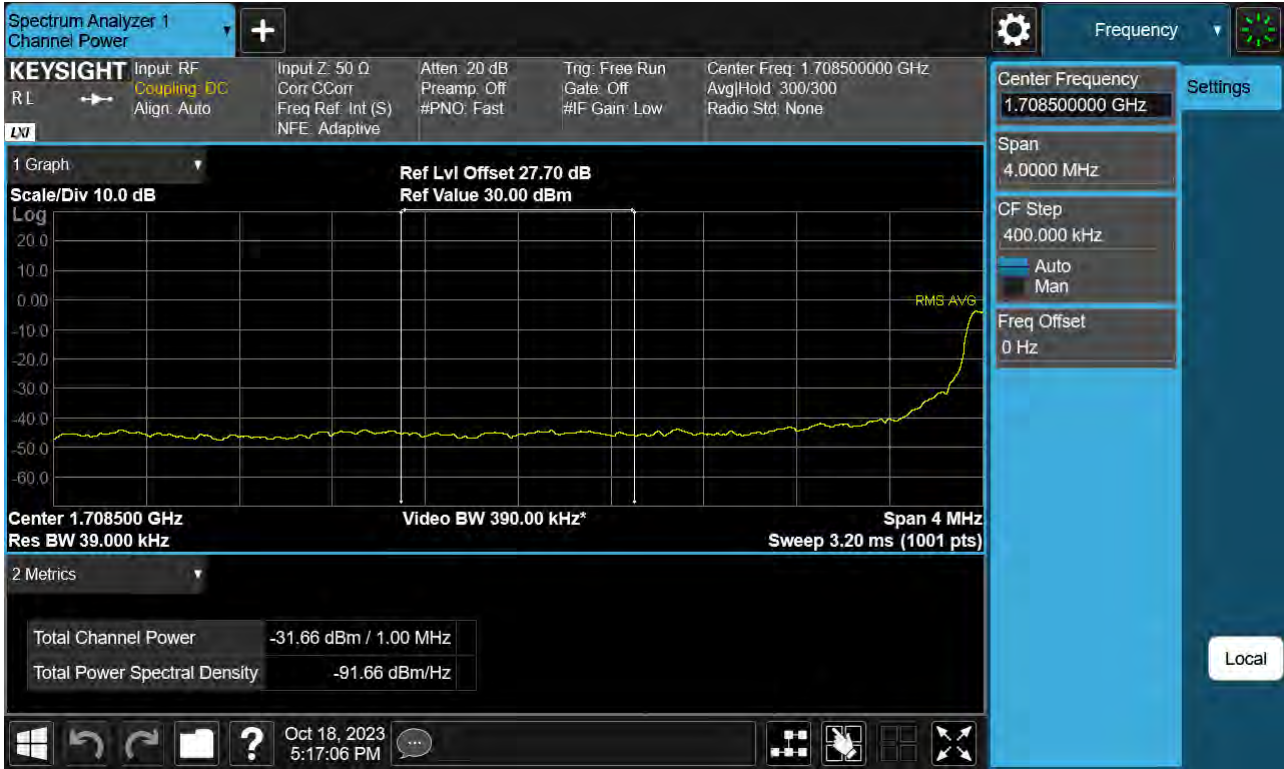 Spectrum Analyzer 1
Channel Power
+
Frequency
KEYSIGHT
RL
LXI
Input: RF
Coupling: DC
Align: Auto
Input Z: 50 Ω
Corr CCorr
Freq Ref: Int (S)
NFE: Adaptive
Atten: 20 dB
Preamp: Off
#PNO: Fast
Trig: Free Run
Gate: Off
#IF Gain: Low
Center Freq: 1.708500000 GHz
Avg|Hold: 300/300
Radio Std: None
Center Frequency
1.708500000 GHz
Settings
Span
4.0000 MHz
CF Step
400.000 kHz
Auto
Man
Freq Offset
0 Hz
1 Graph
Ref Lvl Offset 27.70 dB
Scale/Div 10.0 dB
Ref Value 30.00 dBm
Log
20.0
10.0
0.00
RMS AVG
-10.0
-20.0
-30.0
-40.0
-50.0
-60.0
Center 1.708500 GHz
Video BW 390.00 kHz*
Span 4 MHz
Res BW 39.000 kHz
Sweep 3.20 ms (1001 pts)
2 Metrics
Total Channel Power -31.66 dBm / 1.00 MHz
Total Power Spectral Density -91.66 dBm/Hz
Local
?
Oct 18, 2023
5:17:06 PM